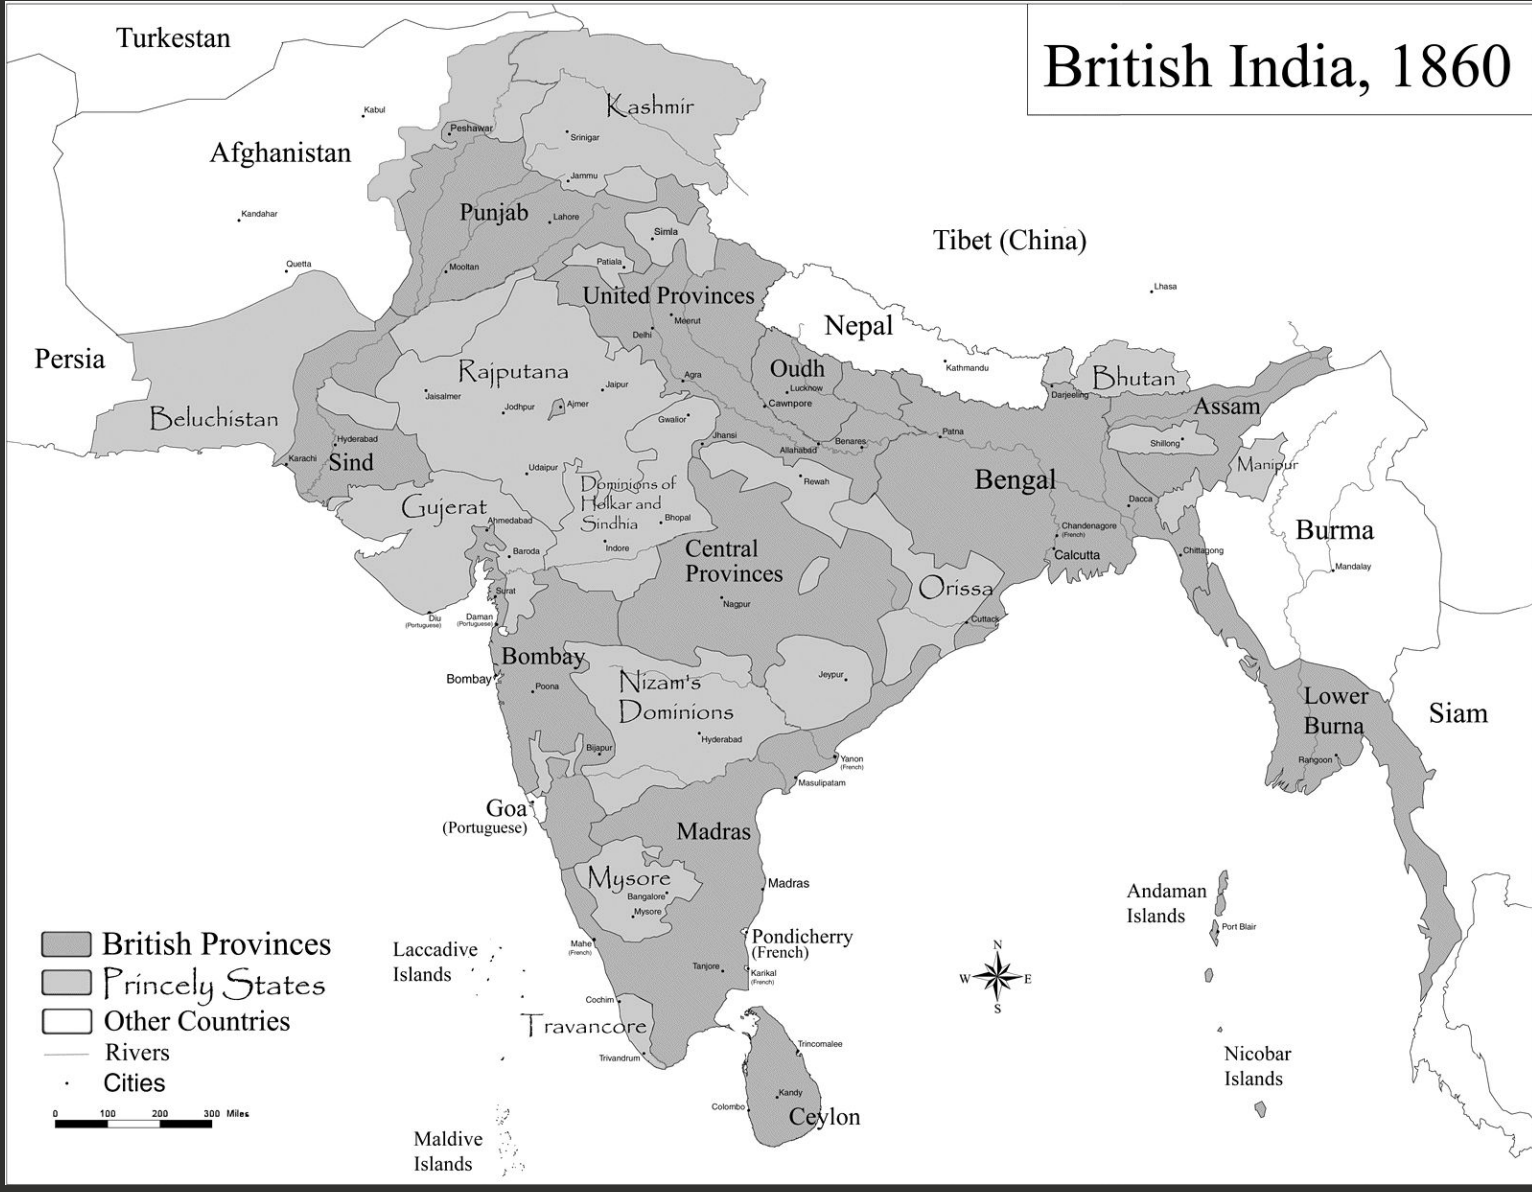 Turkestan
British India, 1860
Kabul
Kashmir
Peshawar
Srinigar
Afghanistan
Jammu
Punjab
Lahore
Kandahar
Simla
Tibet (China)
Quetta
Mooltan
Patiala
Lhasa
United Provinces
Meerut
Nepal
Delhi
Persia
Oudh
Kathmandu
Rajputana
Agra
Bhutan
Jaisalmer
Jaipur
Lucknow
Darjeeling
Jodhpur
Ajmer
Cawnpore
Assam
Beluchistan
Gwalior
Hyderabad
Jhansi
Allahabad
Benares
Patna
Shillong
Karachi
Sind
Udaipur
Manipur
Dominions of
Holkar and
Sindhia
Rewah
Bengal
Gujerat
Dacca
Ahmedabad
Bhopal
Chandenagore
(French)
Burma
Baroda
Indore
Central
Provinces
Calcutta
Chittagong
Mandalay
Surat
Nagpur
Orissa
Diu
(Portuguese)
Daman
(Portuguese)
Cuttack
Bombay
Bombay
Poona
Nizam's
Dominions
Jeypur
Lower
Burna
Siam
Hyderabad
Bijapur
Yanon
(French)
Rangoon
Masulipatam
Goa
(Portuguese)
Madras
Mysore
Bangalore
Mysore
Madras
Andaman
Islands
Port Blair
Mahe
(French)
Pondicherry
(French)
British Provinces
Princely States
Other Countries
Rivers
Cities
0 100 200 300 Miles
Laccadive
Islands
Tanjore
Karikal
(French)
N
W
E
S
Cochim
Travancore
Trivandrum
Trincomalee
Nicobar
Islands
Kandy
Colombo
Ceylon
Maldive
Islands